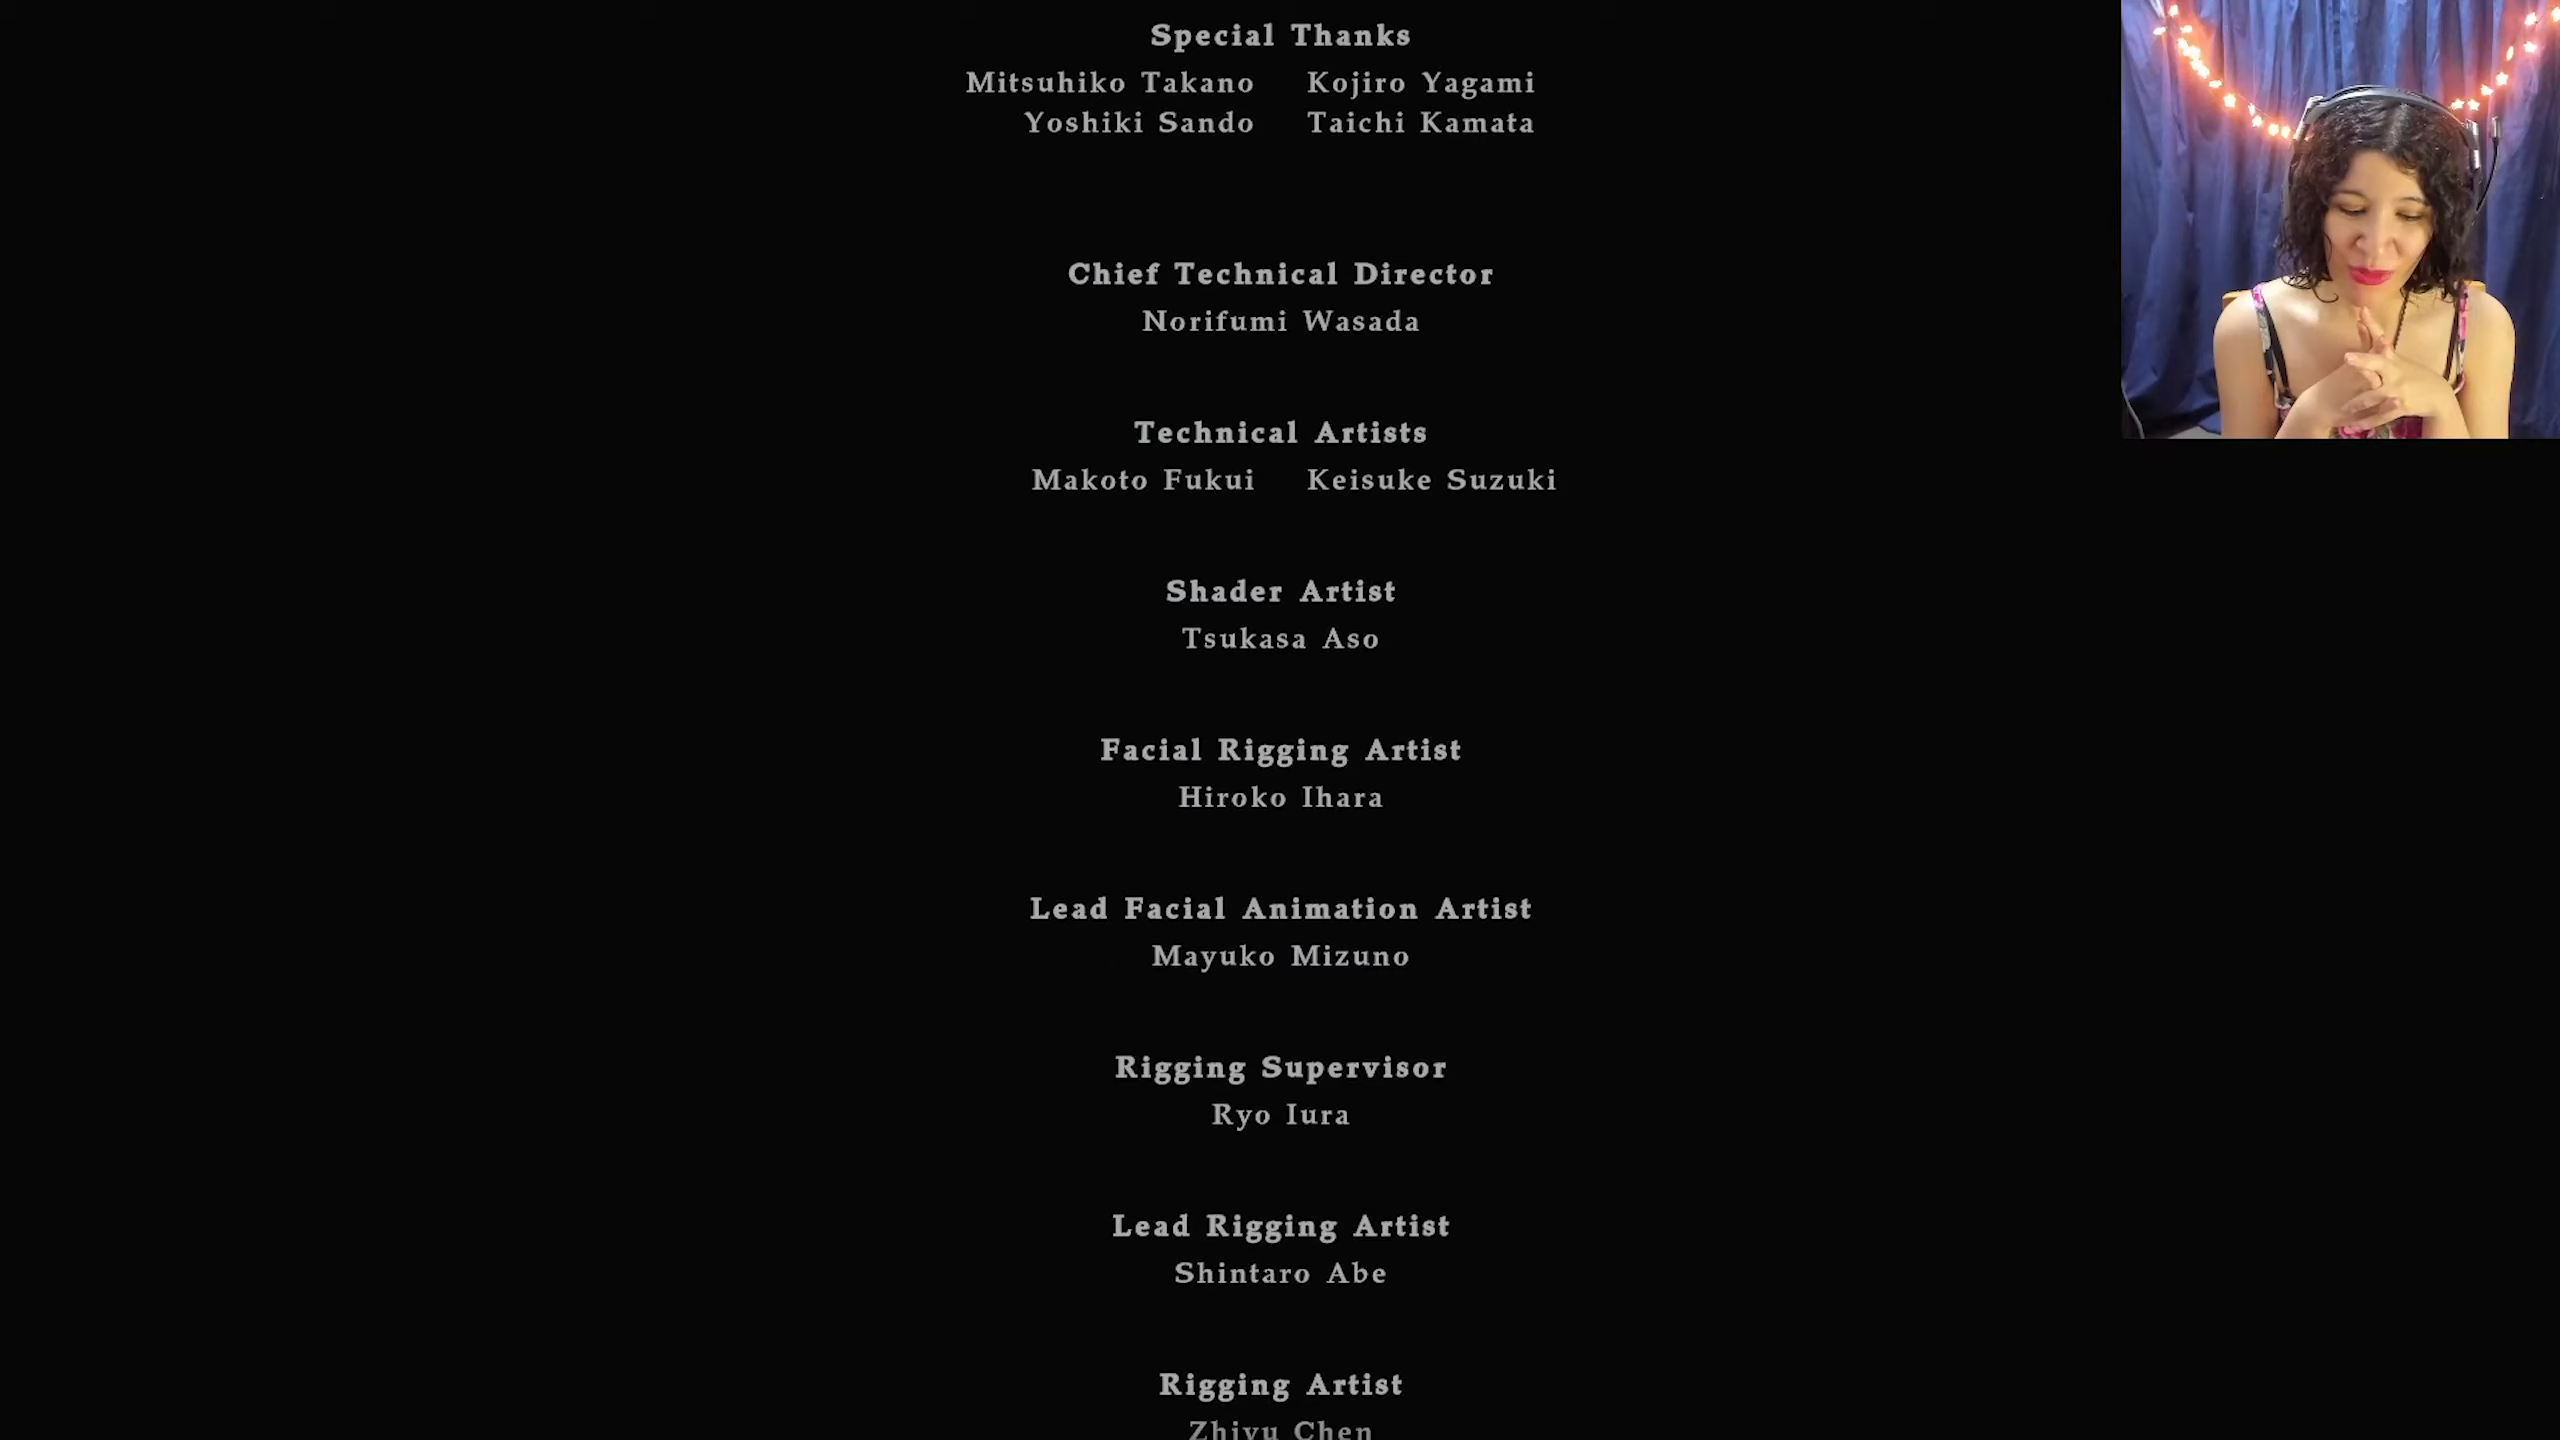 Special Thanks
Mitsuhiko Takano Kojiro Yagami
Yoshiki Sando Taichi Kamata
Chief Technical Director
Norifumi Wasada
Technical Artists
Makoto Fukui Keisuke Suzuki
Shader Artist
Tsukasa Aso
Facial Rigging Artist
Hiroko Ihara
Lead Facial Animation Artist
Mayuko Mizuno
Rigging Supervisor
Ryo Iura
Lead Rigging Artist
Shintaro Abe
Rigging Artist
Zhiyu Chen